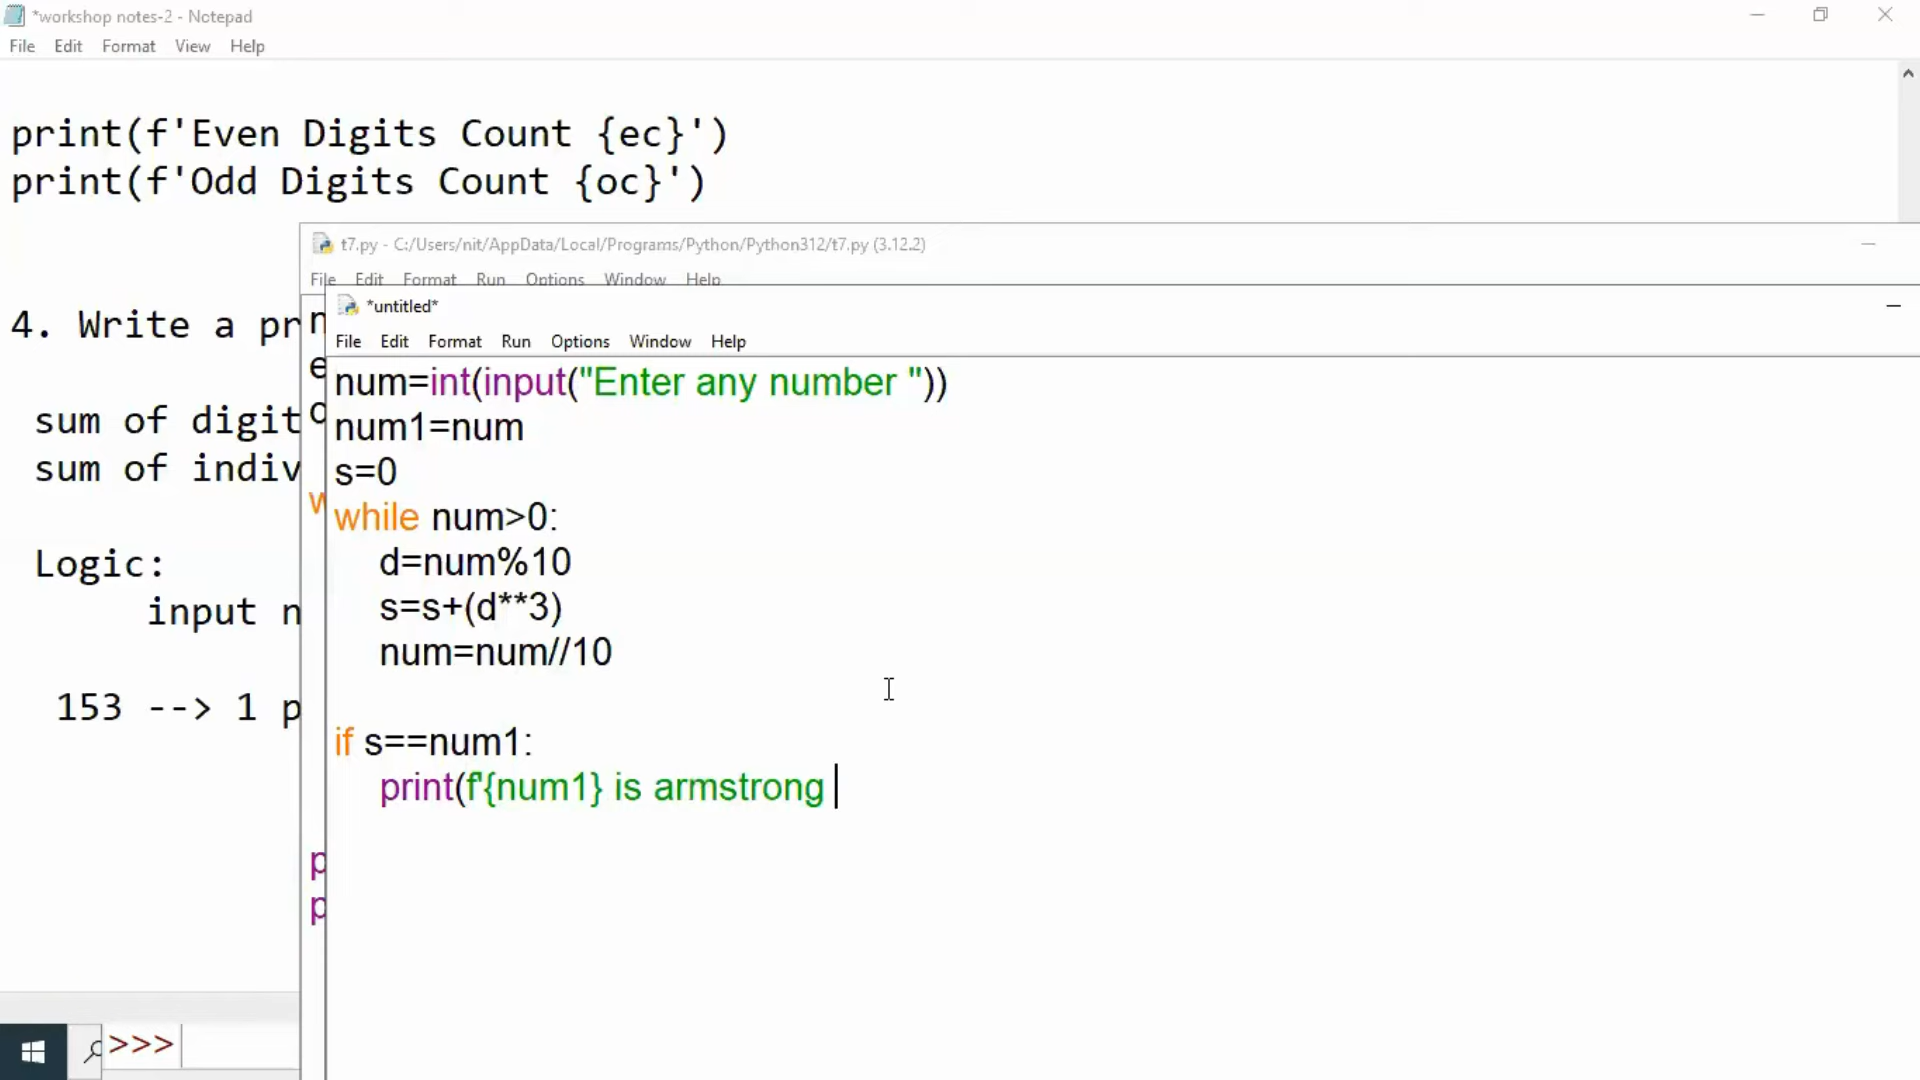 *workshop notes-2 - Notepad
File Edit Format View Help
print(f'Even Digits Count {ec}')
print(f'Odd Digits Count {oc}')
t7.py - C:/Users/nit/AppData/Local/Programs/Python/Python312/t7.py (3.12.2)
File Edit Format Run Options Window Help
4. Write a
sum of
sum of
Logic:
input
153 --> 1
*untitled*
File Edit Format Run Options Window Help
num=int(input("Enter any number "))
num1=num
s=0
while num>0:
d=num%10
s=s+(d**3)
num=num//10
if s==num1:
print(f'{num1} is armstrong
>>>